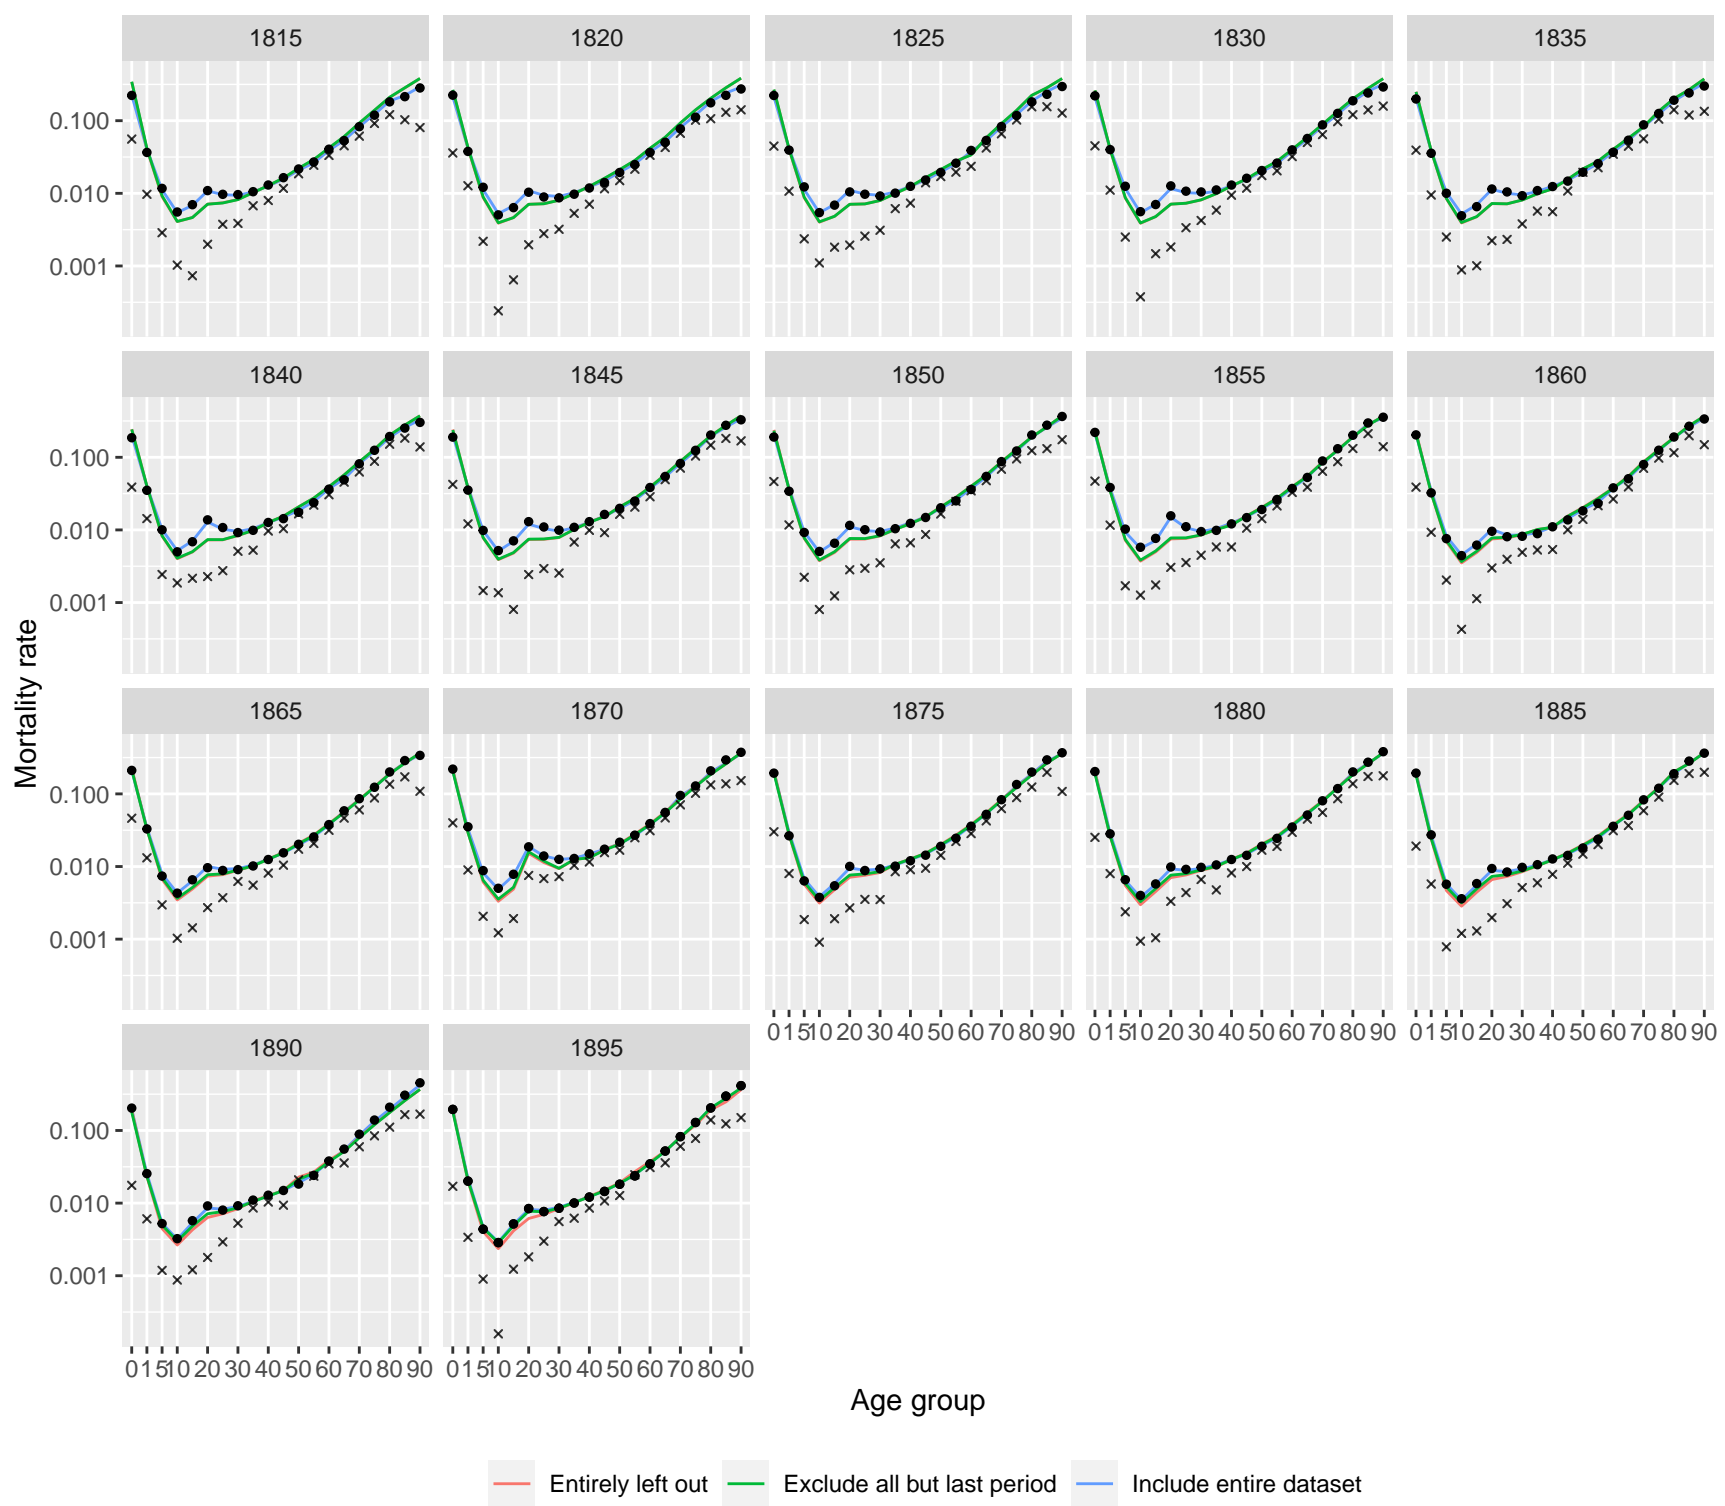 1815 1820 1825 1830 1835
0.100
0.010
0.001
1840 1845 1850 1855 1860
0.100
0.010
0.001
Mortality rate
1865 1870 1875 1880 1885
0.100
0.010
0.001
0 1 5 10 20 30 40 50 60 70 80 90 0 1 5 10 20 30 40 50 60 70 80 90 0 1 5 10 20 30 40 50 60 70 80 90
1890 1895
0.100
0.010
0.001
0 1 5 10 20 30 40 50 60 70 80 90 0 1 5 10 20 30 40 50 60 70 80 90
Age group
Entirely left out Exclude all but last period Include entire dataset